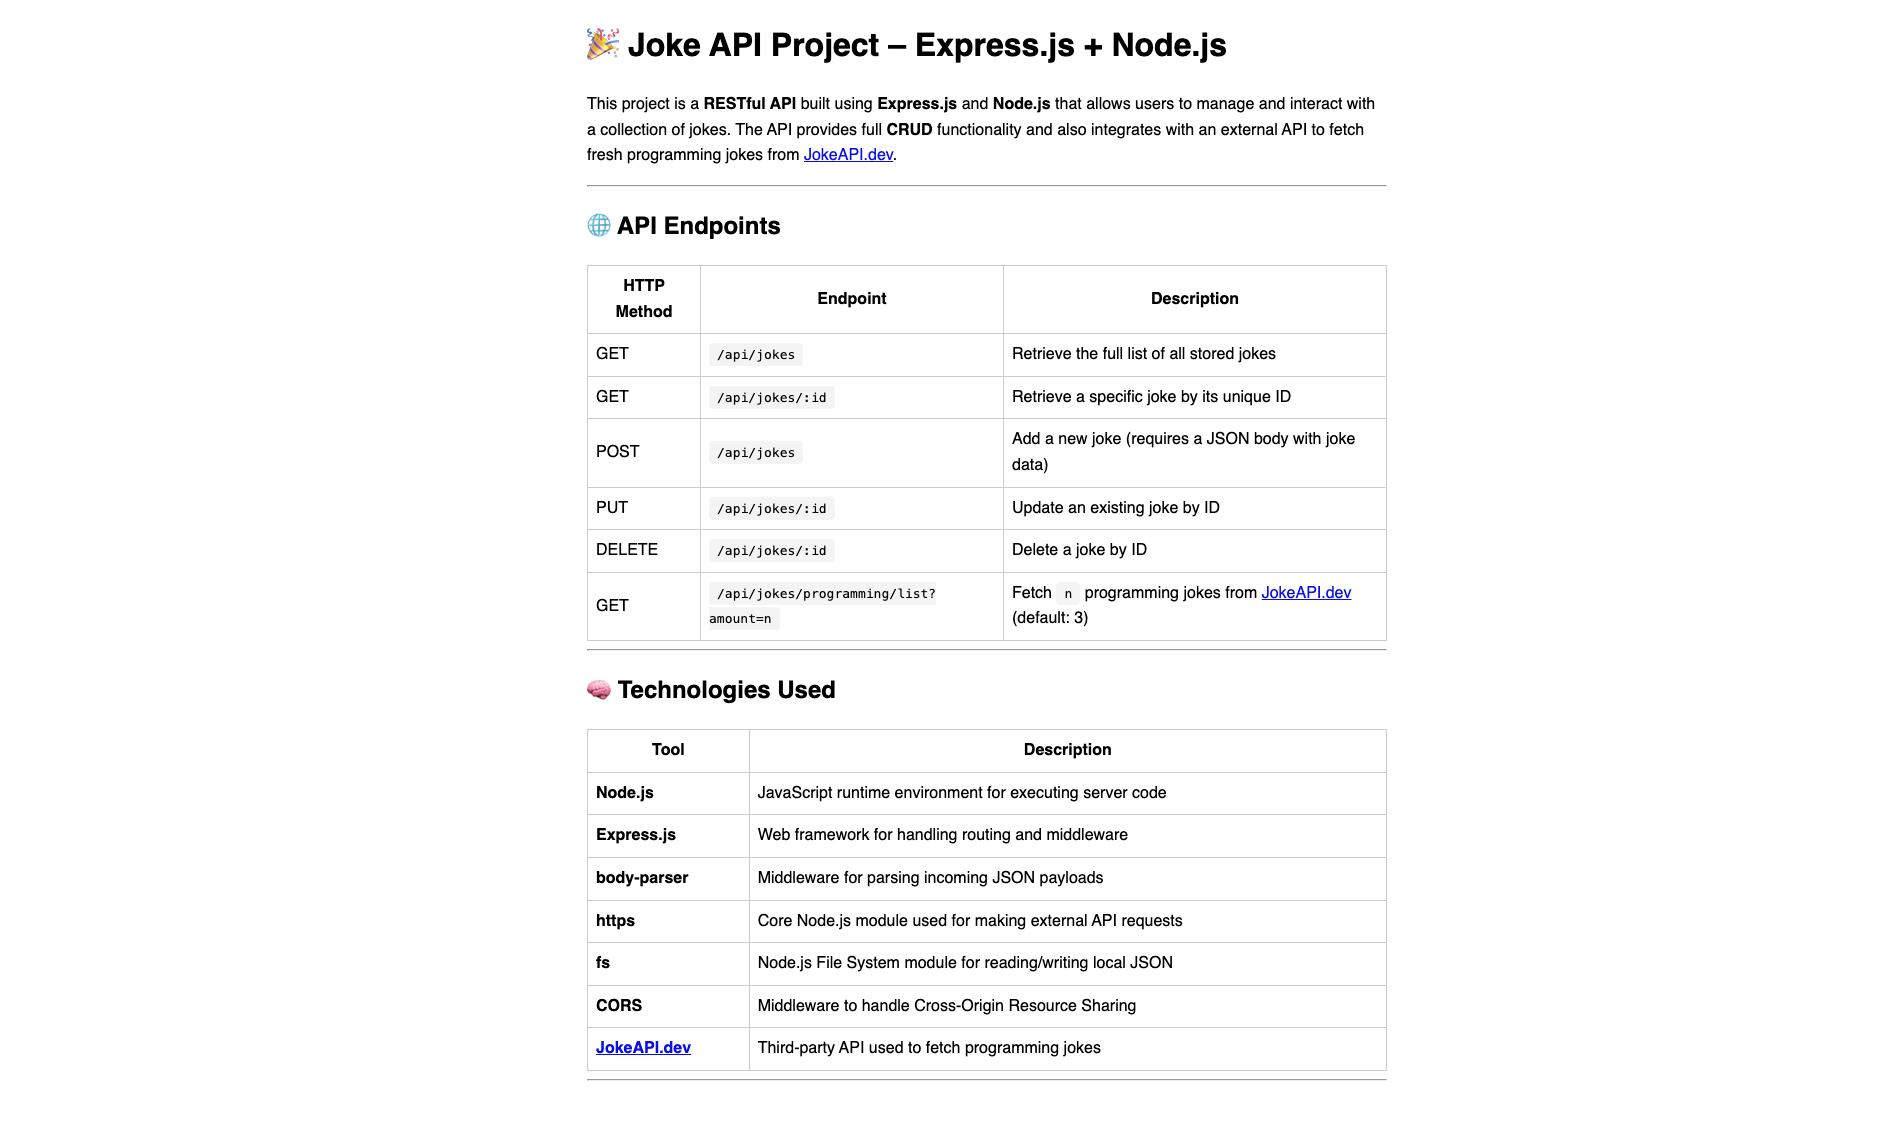 🎉 Joke API Project – Express.js + Node.js
This project is a RESTful API built using Express.js and Node.js that allows users to manage and interact with
a collection of jokes. The API provides full CRUD functionality and also integrates with an external API to fetch
fresh programming jokes from JokeAPI.dev.
🌐 API Endpoints
HTTP
Method
Endpoint
Description
GET
/api/jokes
Retrieve the full list of all stored jokes
GET
/api/jokes/:id
Retrieve a specific joke by its unique ID
POST
/api/jokes
Add a new joke (requires a JSON body with joke
data)
PUT
/api/jokes/:id
Update an existing joke by ID
DELETE
/api/jokes/:id
Delete a joke by ID
GET
/api/jokes/programming/list?
amount=n
Fetch n programming jokes from JokeAPI.dev
(default: 3)
🧠 Technologies Used
Tool
Description
Node.js
JavaScript runtime environment for executing server code
Express.js
Web framework for handling routing and middleware
body-parser
Middleware for parsing incoming JSON payloads
https
Core Node.js module used for making external API requests
fs
Node.js File System module for reading/writing local JSON
CORS
Middleware to handle Cross-Origin Resource Sharing
JokeAPI.dev
Third-party API used to fetch programming jokes